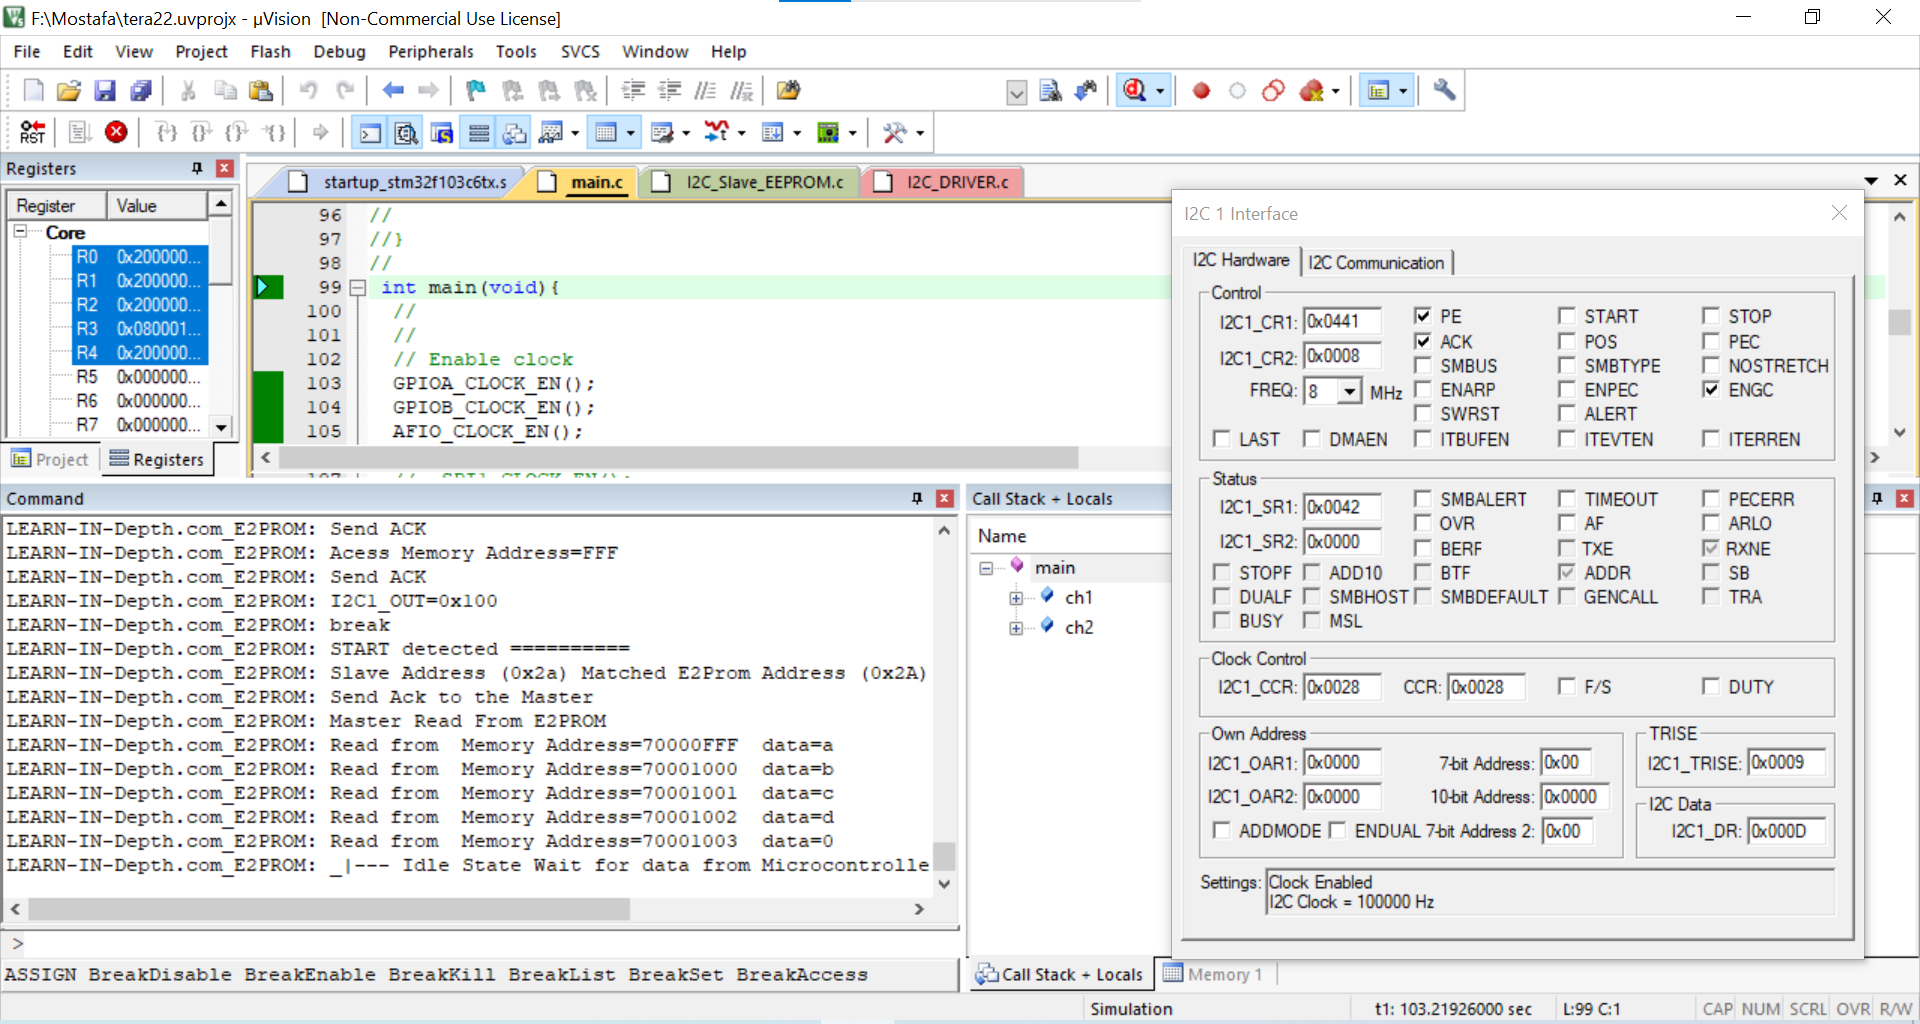 F:\Mostafa\tera22.uvprojx - µVision  [Non-Commercial Use License]
File Edit View Project Flash Debug Peripherals Tools SVCS Window Help
RST
Registers
Register Value
Core
R0 0x200000...
R1 0x200000...
R2 0x200000...
R3 0x080001...
R4 0x200000...
R5 0x000000...
R6 0x000000...
R7 0x000000...
Project Registers
startup_stm32f103c6tx.s main.c I2C_Slave_EEPROM.c I2C_DRIVER.c
96 //
97 //}
98 //
99 int main(void){
100 //
101 //
102 // Enable clock
103 GPIOA_CLOCK_EN();
104 GPIOB_CLOCK_EN();
105 AFIO_CLOCK_EN();
Command
LEARN-IN-Depth.com_E2PROM: Send ACK
LEARN-IN-Depth.com_E2PROM: Acess Memory Address=FFF
LEARN-IN-Depth.com_E2PROM: Send ACK
LEARN-IN-Depth.com_E2PROM: I2C1_OUT=0x100
LEARN-IN-Depth.com_E2PROM: break
LEARN-IN-Depth.com_E2PROM: START detected ==========
LEARN-IN-Depth.com_E2PROM: Slave Address (0x2a) Matched E2Prom Address (0x2A)
LEARN-IN-Depth.com_E2PROM: Send Ack to the Master
LEARN-IN-Depth.com_E2PROM: Master Read From E2PROM
LEARN-IN-Depth.com_E2PROM: Read from  Memory Address=70000FFF  data=a
LEARN-IN-Depth.com_E2PROM: Read from  Memory Address=70001000  data=b
LEARN-IN-Depth.com_E2PROM: Read from  Memory Address=70001001  data=c
LEARN-IN-Depth.com_E2PROM: Read from  Memory Address=70001002  data=d
LEARN-IN-Depth.com_E2PROM: Read from  Memory Address=70001003  data=0
LEARN-IN-Depth.com_E2PROM: _|--- Idle State Wait for data from Microcontrolle
>
ASSIGN BreakDisable BreakEnable BreakKill BreakList BreakSet BreakAccess
Call Stack + Locals
Name
main
ch1
ch2
Call Stack + Locals Memory 1
I2C 1 Interface
I2C Hardware I2C Communication
Control
I2C1_CR1: 0x0441 PE START STOP
ACK POS PEC
I2C1_CR2: 0x0008
SMBUS SMBTYPE NOSTRETCH
FREQ: 8 MHz ENARP ENPEC ENGC
SWRST ALERT
LAST DMAEN ITBUFEN ITEVTEN ITERREN
Status
I2C1_SR1: 0x0042 SMBALERT TIMEOUT PECERR
OVR AF ARLO
I2C1_SR2: 0x0000 BERF TXE RXNE
STOPF ADD10 BTF ADDR SB
DUALF SMBHOST SMBDEFAULT GENCALL TRA
BUSY MSL
Clock Control
I2C1_CCR: 0x0028 CCR: 0x0028 F/S DUTY
Own Address
I2C1_OAR1: 0x0000 7-bit Address: 0x00
I2C1_OAR2: 0x0000 10-bit Address: 0x0000
ADDMODE ENDUAL 7-bit Address 2: 0x00
TRISE
I2C1_TRISE: 0x0009
I2C Data
I2C1_DR: 0x000D
Settings: Clock Enabled
I2C Clock = 100000 Hz
Simulation t1: 103.21926000 sec L:99 C:1 CAP NUM SCRL OVR R/W